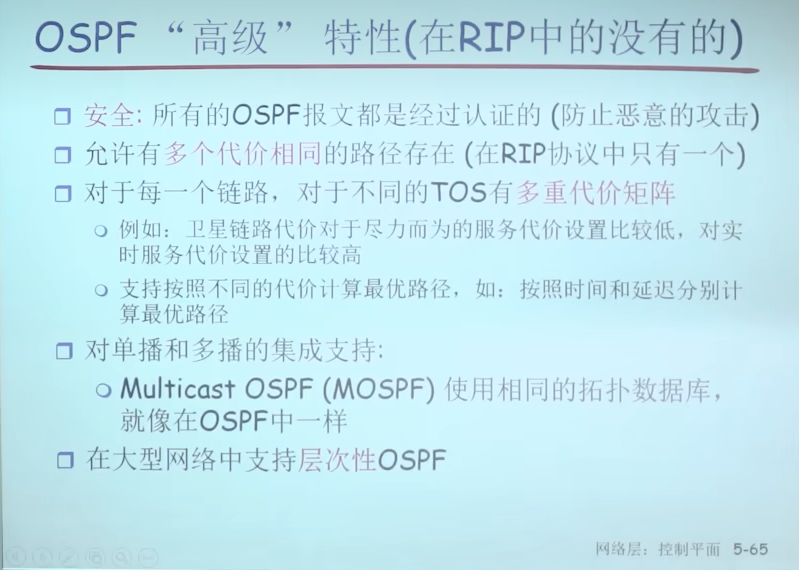 OSPF “高级” 特性(在RIP中的没有的)
安全: 所有的OSPF报文都是经过认证的 (防止恶意的攻击)
允许有多个代价相同的路径存在 (在RIP协议中只有一个)
对于每一个链路，对于不同的TOS有多重代价矩阵
例如：卫星链路代价对于尽力而为的服务代价设置比较低，对实
时服务代价设置的比较高
支持按照不同的代价计算最优路径，如：按照时间和延迟分别计
算最优路径
对单播和多播的集成支持:
Multicast OSPF (MOSPF) 使用相同的拓扑数据库，
就像在OSPF中一样
在大型网络中支持层次性OSPF
网络层：控制平面 5-65